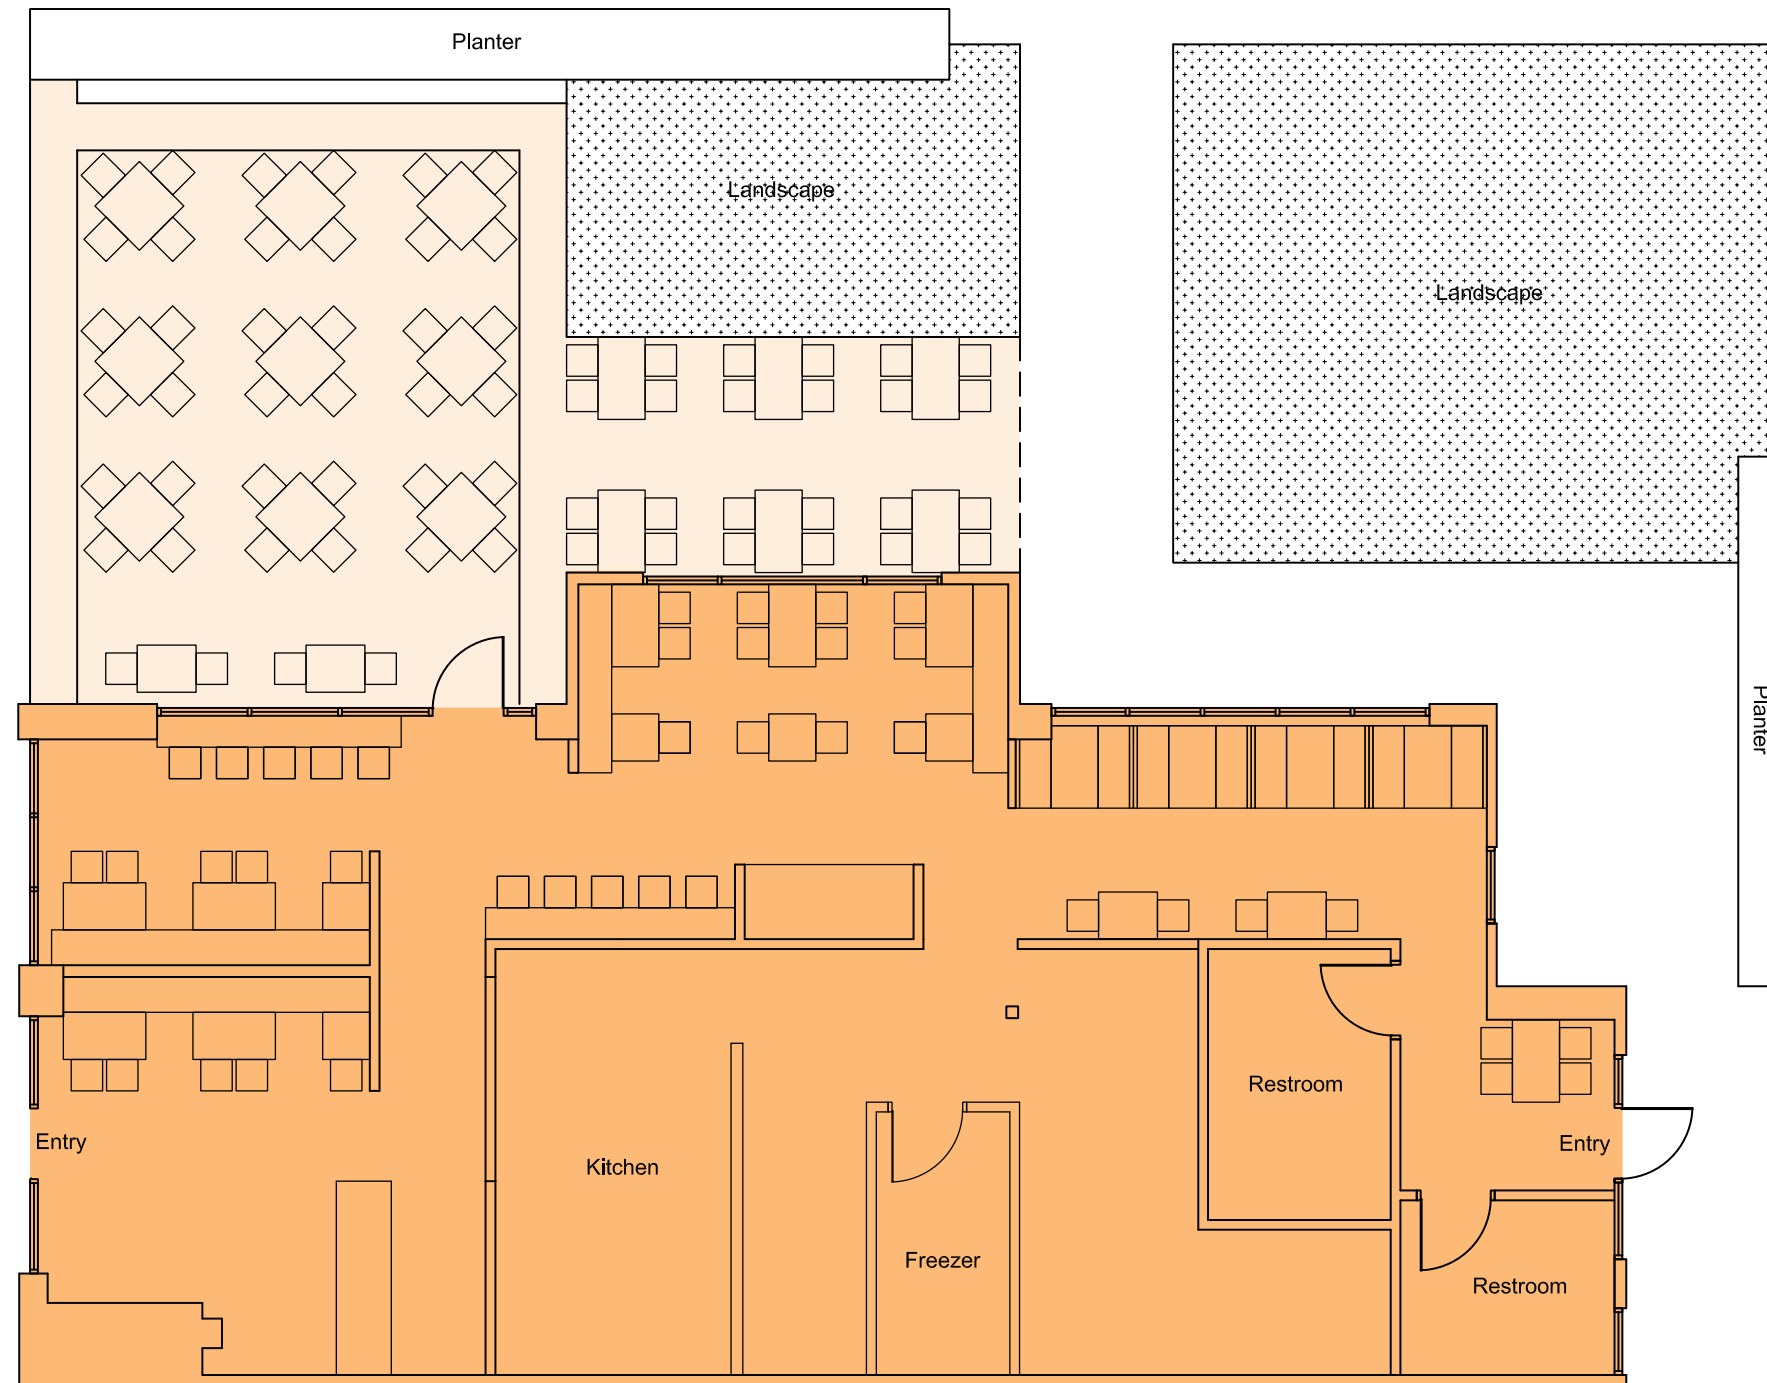 Planter
Landscape
Landscape
Planter
Restroom
Entry
Entry
Kitchen
Freezer
Restroom